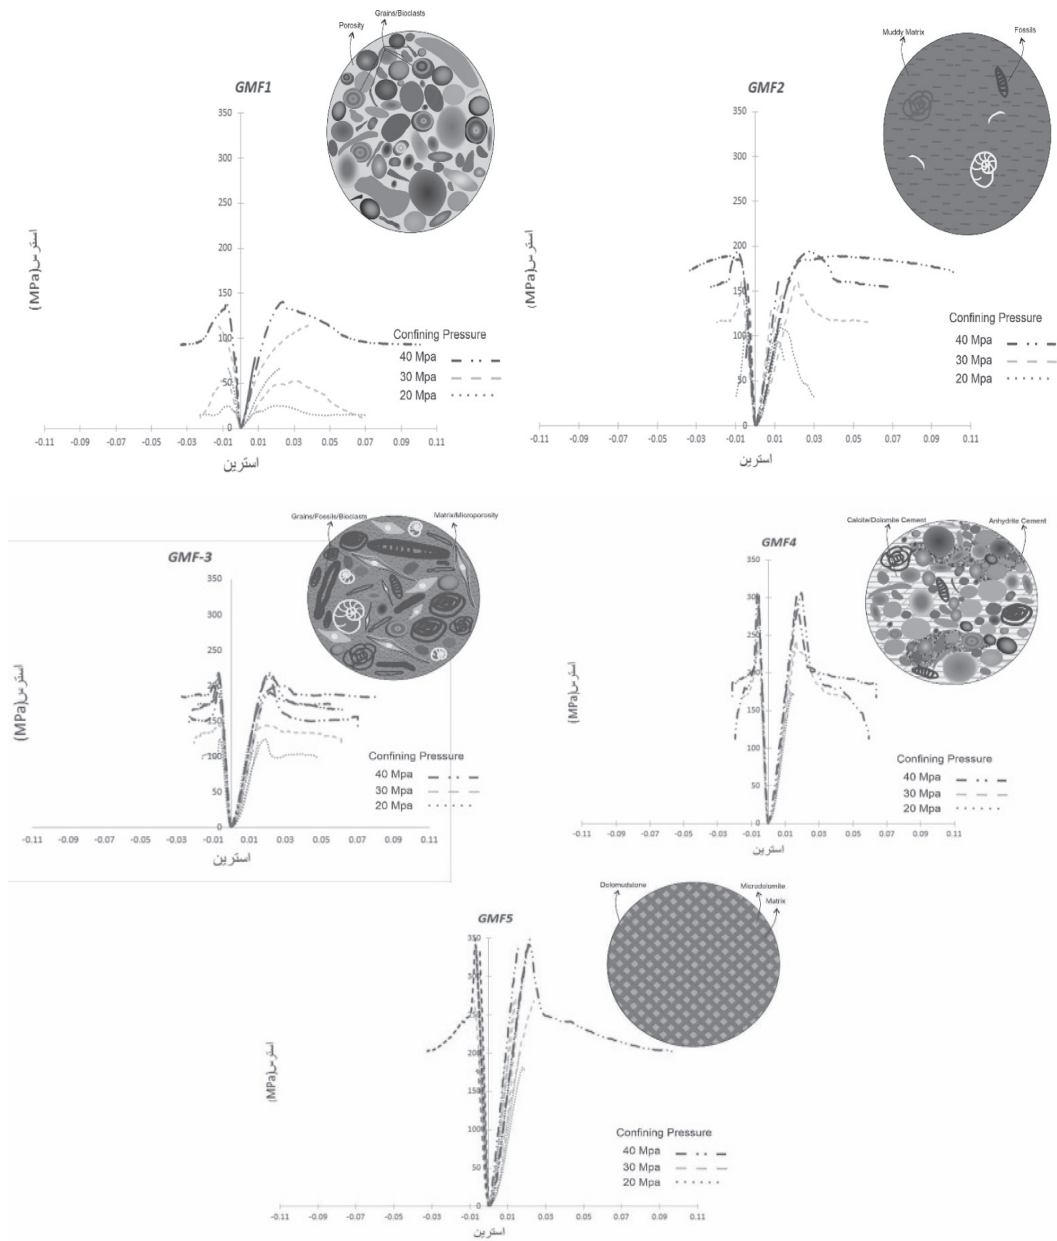 Grains/Bioclasts
Porosity
GMF1
350
300
250
200
150
100
50
0
استرس(MPa)
Confining Pressure
40 Mpa
30 Mpa
20 Mpa
-0.11 -0.09 -0.07 -0.05 -0.03 -0.01 0.01 0.03 0.05 0.07 0.09 0.11
استرین
Muddy Matrix
Fossils
GMF2
350
300
250
200
150
100
50
0
استرس(MPa)
Confining Pressure
40 Mpa
30 Mpa
20 Mpa
-0.11 -0.09 -0.07 -0.05 -0.03 -0.01 0.01 0.03 0.05 0.07 0.09 0.11
استرین
Grains/Fossils/Bioclasts
Matrix/Microporosity
GMF-3
350
300
250
200
150
100
50
0
استرس(MPa)
Confining Pressure
40 Mpa
30 Mpa
20 Mpa
-0.11 -0.09 -0.07 -0.05 -0.03 -0.01 0.01 0.03 0.05 0.07 0.09 0.11
استرین
Calcite/Dolomite Cement
Anhydrite Cement
GMF4
350
300
250
200
150
100
50
0
استرس(MPa)
Confining Pressure
40 Mpa
30 Mpa
20 Mpa
-0.11 -0.09 -0.07 -0.05 -0.03 -0.01 0.01 0.03 0.05 0.07 0.09 0.11
استرین
Dolomudstone
Microdolomite
Matrix
GMF5
350
300
250
200
150
100
50
0
استرس(MPa)
Confining Pressure
40 Mpa
30 Mpa
20 Mpa
-0.11 -0.09 -0.07 -0.05 -0.03 -0.01 0.01 0.03 0.05 0.07 0.09 0.11
استرین